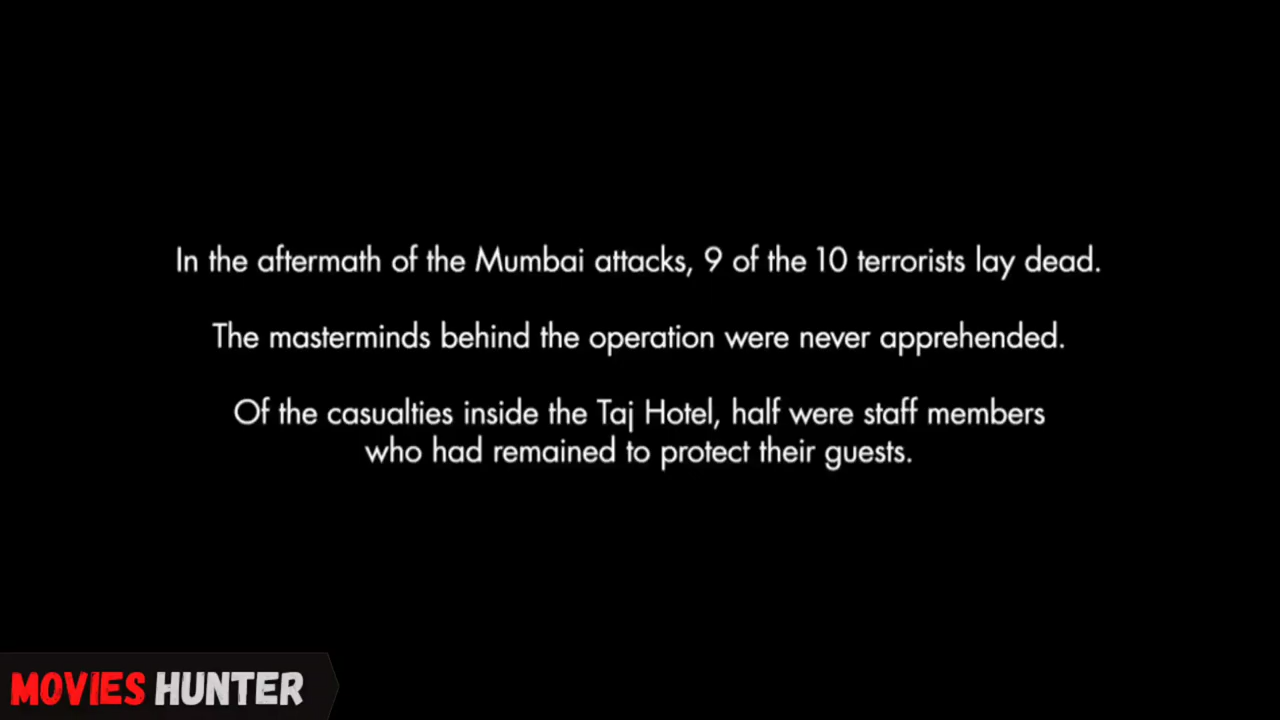 In the aftermath of the Mumbai attacks, 9 of the 10 terrorists lay dead.
The masterminds behind the operation were never apprehended.
Of the casualties inside the Taj Hotel, half were staff members
who had remained to protect their guests.
MOVIES HUNTER